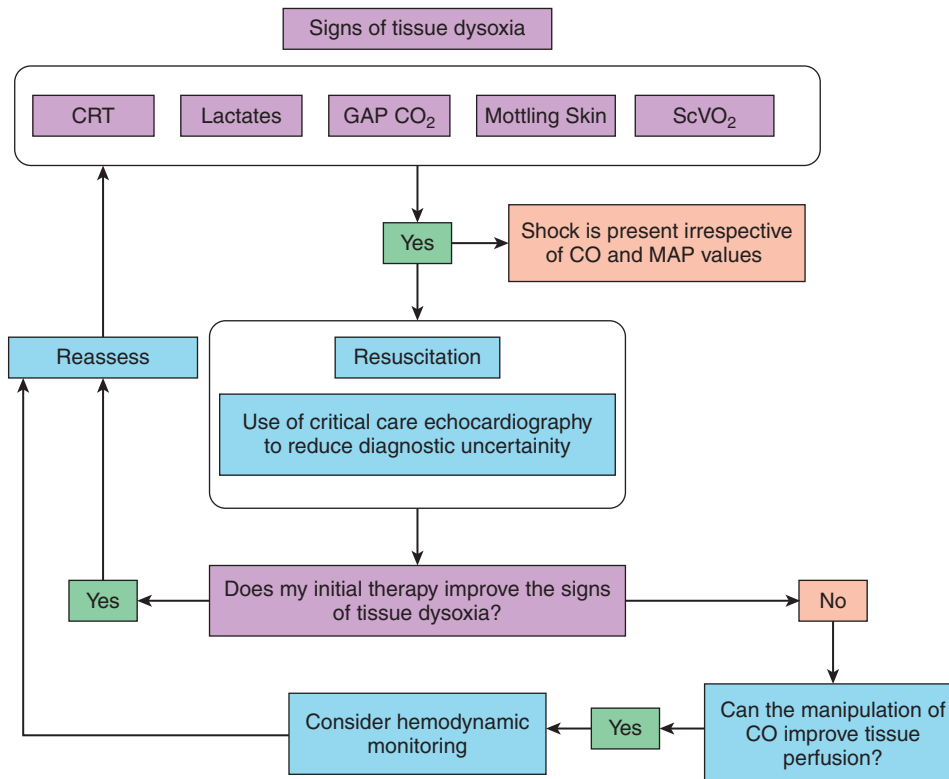 Signs of tissue dysoxia
CRT
Lactates
GAP CO₂
Mottling Skin
ScVO₂
Yes
Shock is present irrespective
of CO and MAP values
Reassess
Resuscitation
Use of critical care echocardiography
to reduce diagnostic uncertainity
Yes
Does my initial therapy improve the signs
of tissue dysoxia?
No
Consider hemodynamic
monitoring
Yes
Can the manipulation of
CO improve tissue
perfusion?